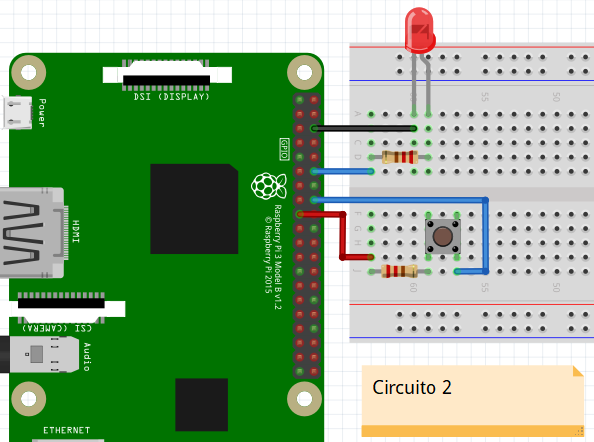 DSI (DISPLAY)
Power
A
C
D
GPIO
HDMI
Raspberry Pi 3 Model B v1.2
© Raspberry Pi 2015
CSI (CAMERA)
Audio
ETHERNET
55
50
F
G
H
J
60
55
50
Circuito 2